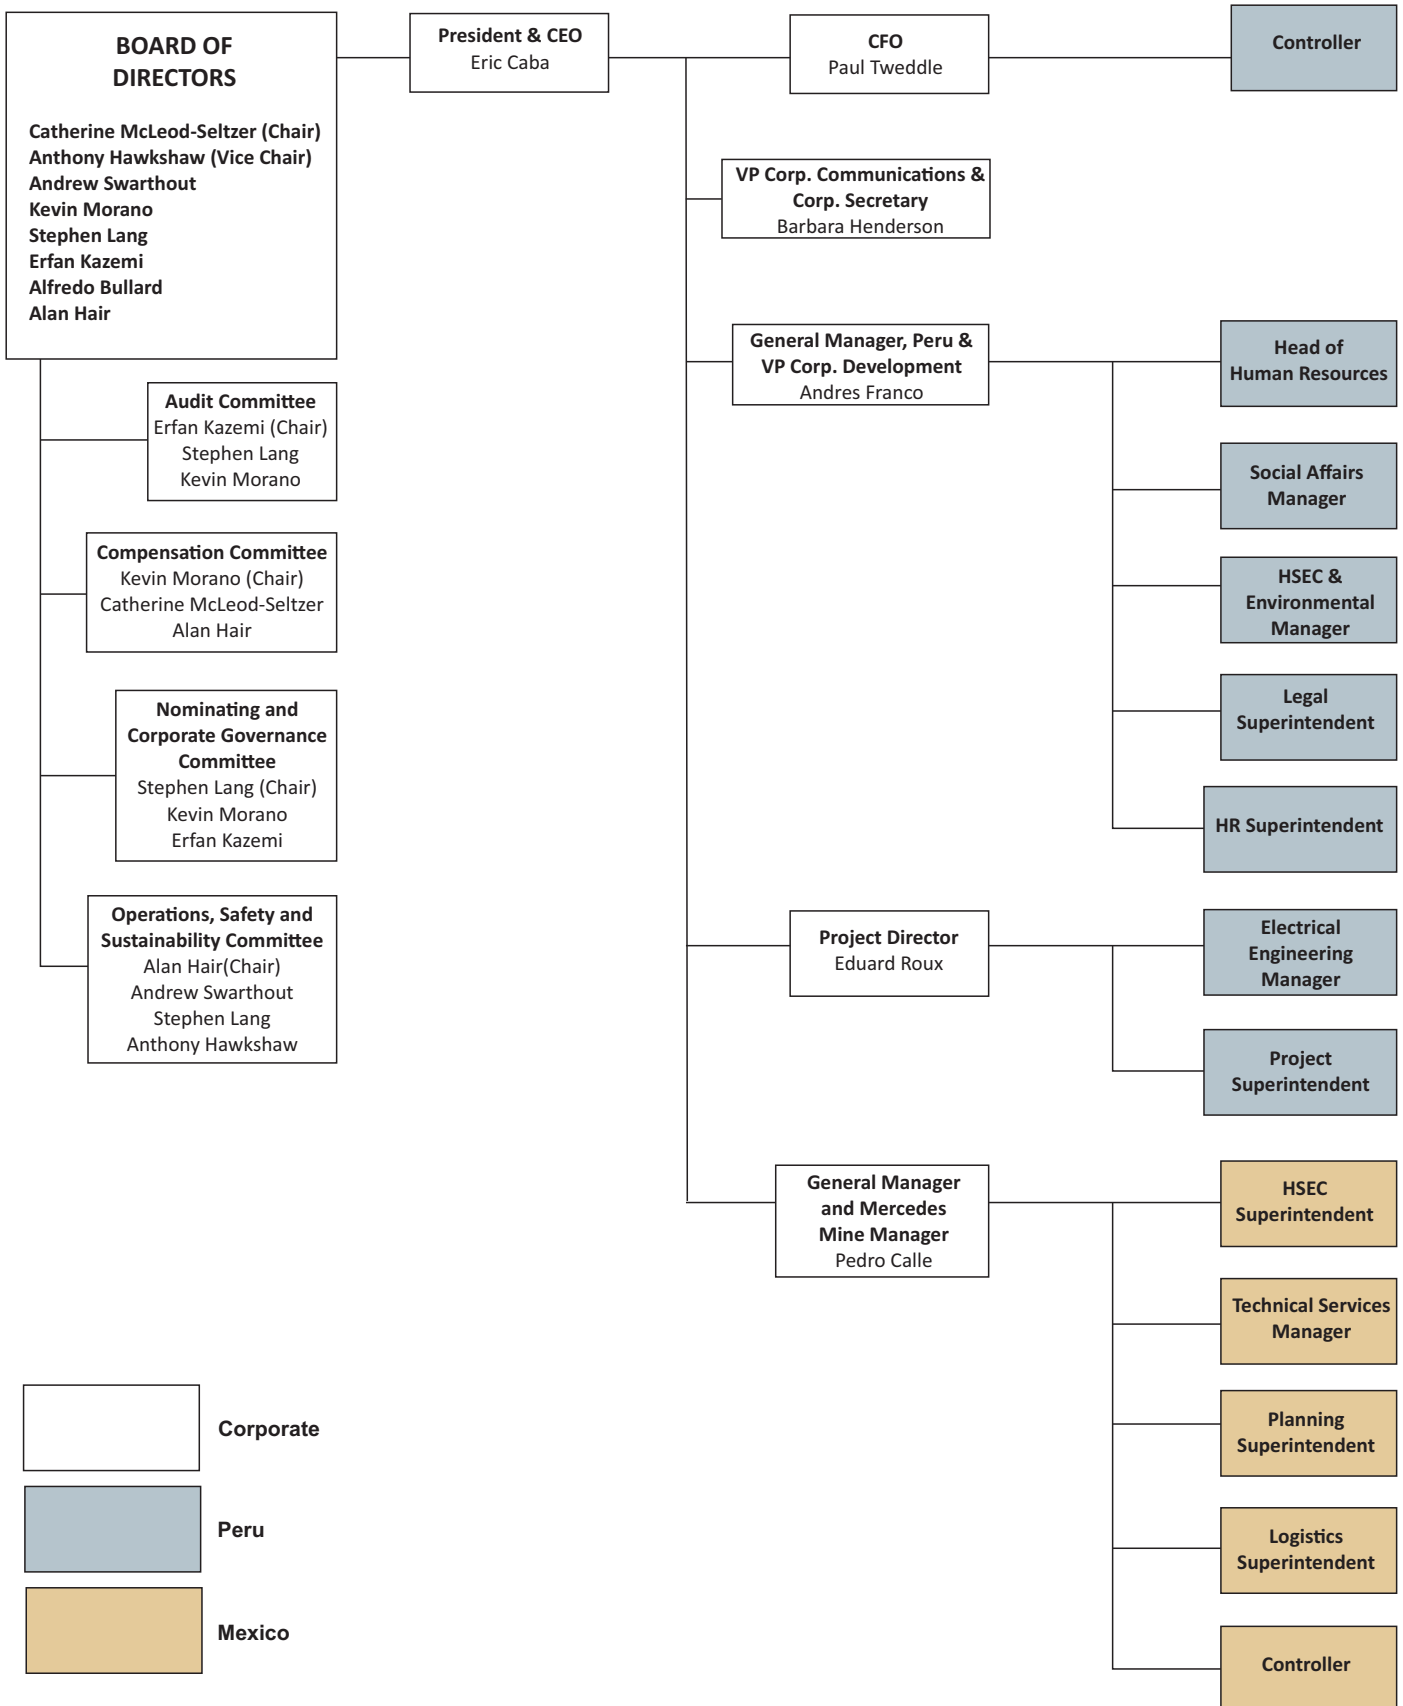 BOARD OF
DIRECTORS
Catherine McLeod-Seltzer (Chair)
Anthony Hawkshaw (Vice Chair)
Andrew Swarthout
Kevin Morano
Stephen Lang
Erfan Kazemi
Alfredo Bullard
Alan Hair
Audit Committee
Erfan Kazemi (Chair)
Stephen Lang
Kevin Morano
Compensation Committee
Kevin Morano (Chair)
Catherine McLeod-Seltzer
Alan Hair
Nominating and
Corporate Governance
Committee
Stephen Lang (Chair)
Kevin Morano
Erfan Kazemi
Operations, Safety and
Sustainability Committee
Alan Hair(Chair)
Andrew Swarthout
Stephen Lang
Anthony Hawkshaw
President & CEO
Eric Caba
CFO
Paul Tweddle
Controller
VP Corp. Communications &
Corp. Secretary
Barbara Henderson
General Manager, Peru &
VP Corp. Development
Andres Franco
Head of
Human Resources
Social Affairs
Manager
HSEC &
Environmental
Manager
Legal
Superintendent
HR Superintendent
Project Director
Eduard Roux
Electrical
Engineering
Manager
Project
Superintendent
General Manager
and Mercedes
Mine Manager
Pedro Calle
HSEC
Superintendent
Technical Services
Manager
Planning
Superintendent
Logistics
Superintendent
Controller
Corporate
Peru
Mexico